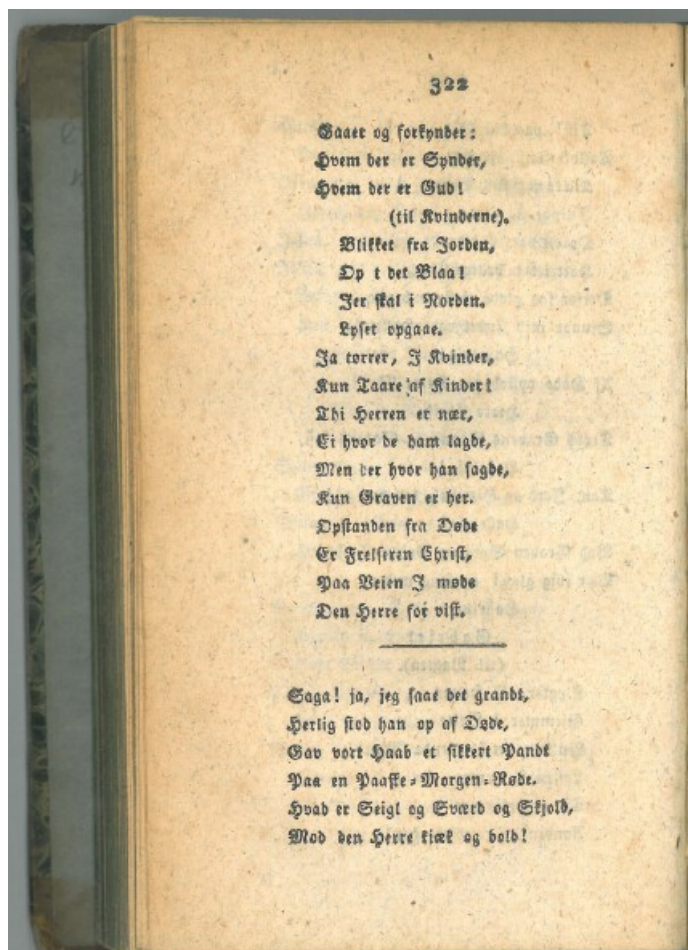 322
Gaaer og forkynder:
Hvem der er Synder,
Hvem der er Gud!
(til Kvinderne).
Blikket fra Jorden,
Op i det Blaa!
Jer skal i Norden.
Lyset opgaae.
Ja tørrer, I Kvinder,
Kun Taare af Kinder!
Thi Herren er nær,
Ei hvor de ham lagde,
Men der hvor han sagde,
Kun Graven er her.
Opstanden fra Døde
Er Frelseren Christ,
Paa Veien I møde
Den Herre for vist.
Saga! ja, jeg saae det grandt,
Herlig stod han op af Døde,
Gav vort Haab et sikkert Pandt
Paa en Paaske-Morgen-Røde.
Hvad er Seigl og Sværd og Skjold,
Mod den Herre kiæk og bold!